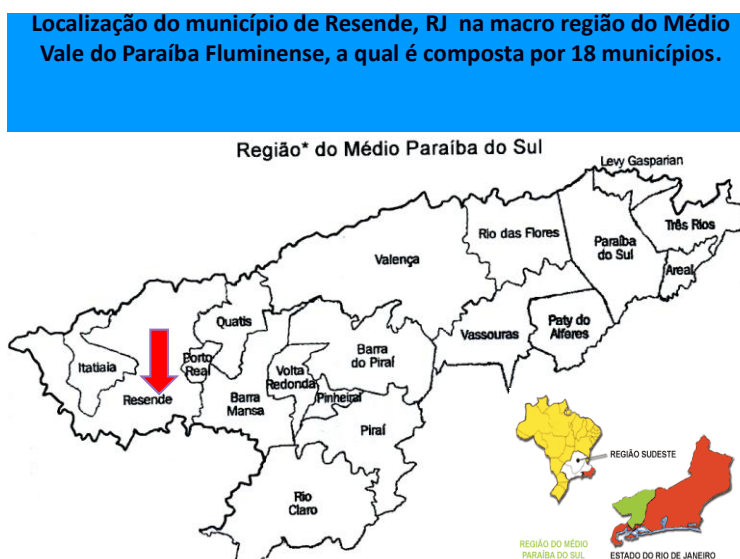 Localização do município de Resende, RJ na macro região do Médio
Vale do Paraíba Fluminense, a qual é composta por 18 municípios.
Região* do Médio Paraíba do Sul
Levy Gasparian
Três Rios
Rio das Flores
Paraíba
do Sul
Valença
Areal
Quatis
Paty do
Alferes
Vassouras
Barra
do Piraí
Porto
Real
Itatiaia
Volta
Redonda
Resende
Barra
Mansa
Pinheiral
Piraí
Rio
Claro
REGIÃO SUDESTE
REGIÃO DO MÉDIO
PARAÍBA DO SUL
ESTADO DO RIO DE JANEIRO